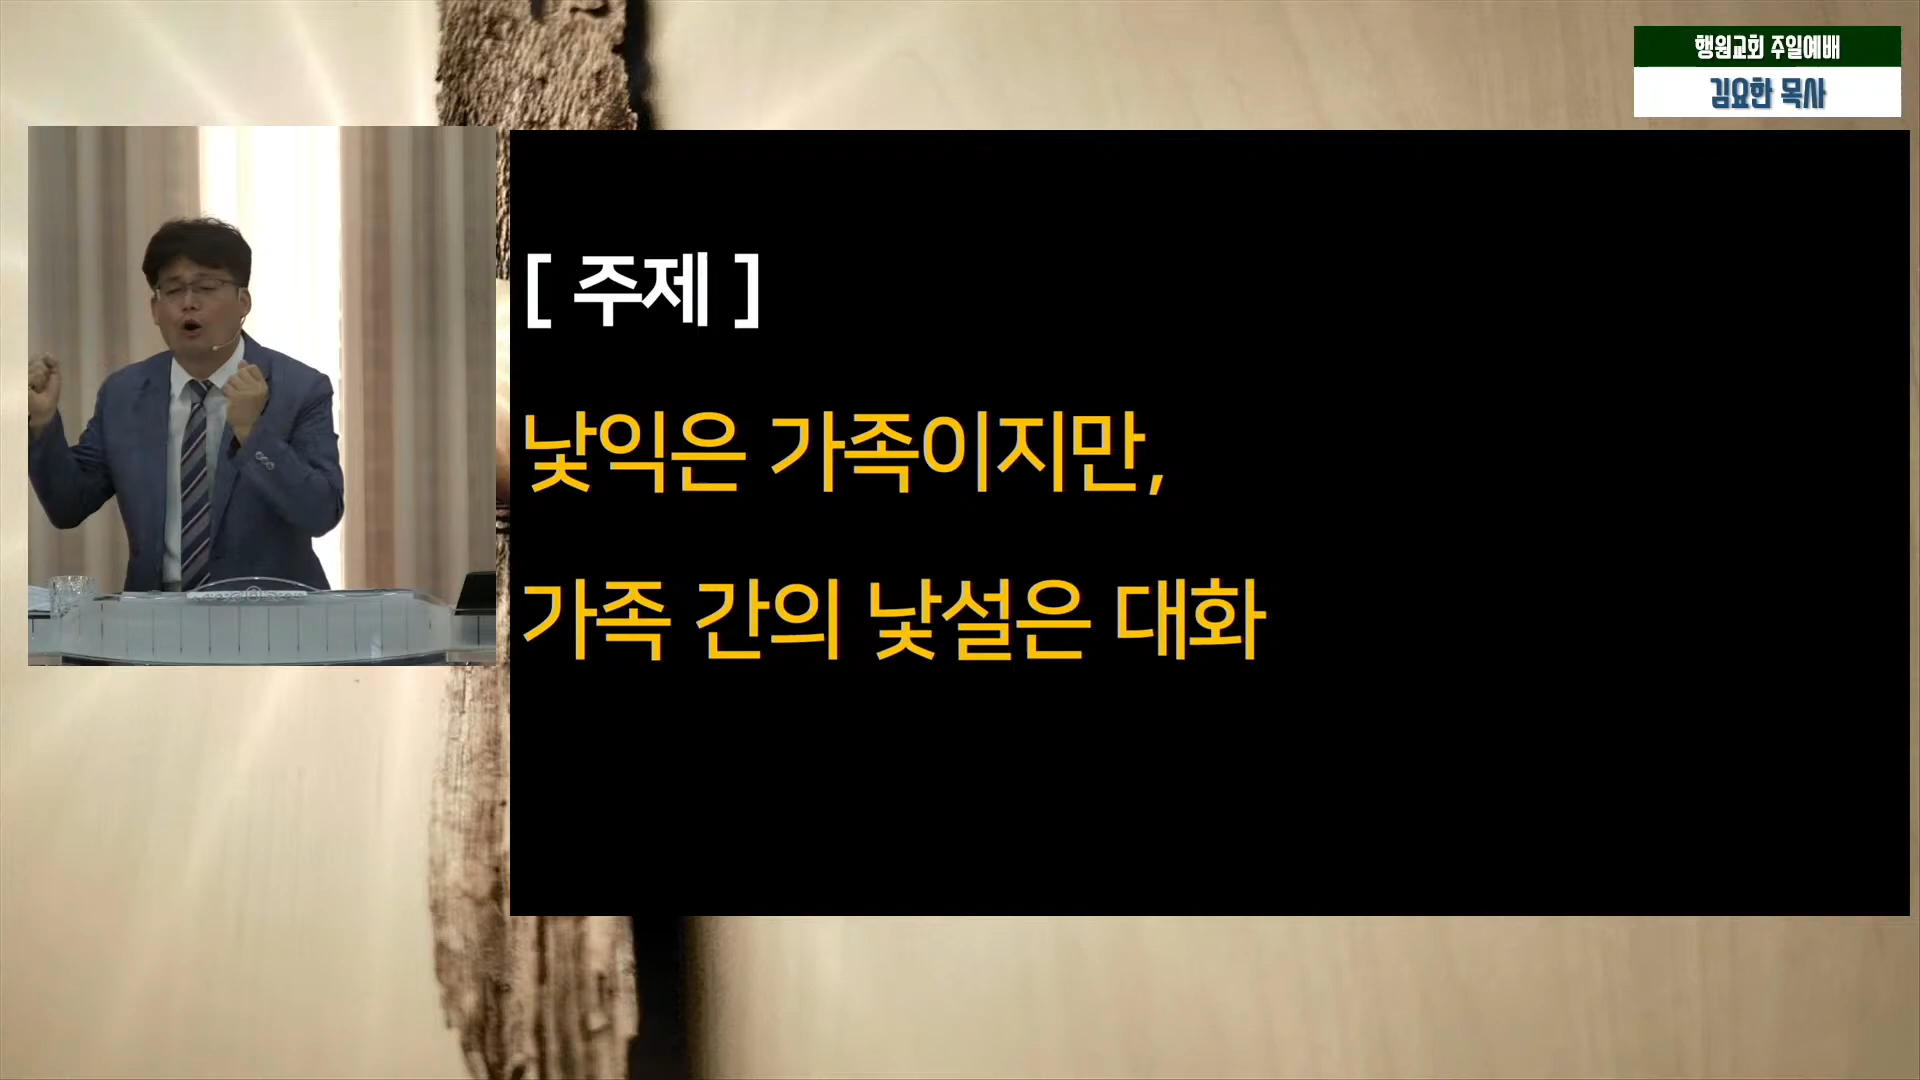 행원교회 주일예배
김요한 목사
[ 주제 ]
낯익은 가족이지만,
가족 간의 낯설은 대화